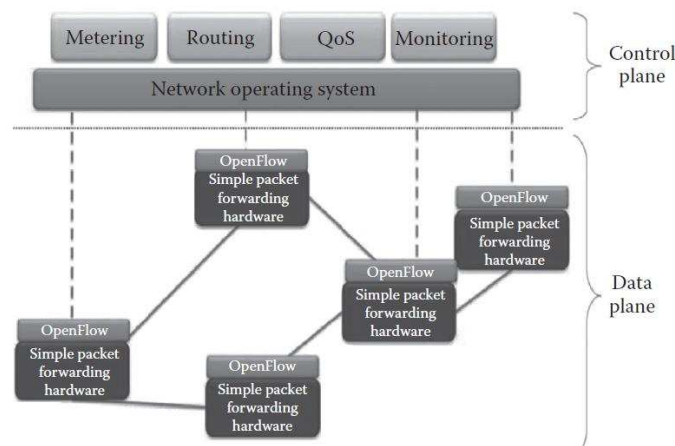 Metering
Routing
QoS
Monitoring
Control
plane
Network operating system
OpenFlow
Simple packet
forwarding
hardware
OpenFlow
Simple packet
forwarding
hardware
OpenFlow
Simple packet
forwarding
hardware
Data
plane
OpenFlow
Simple packet
forwarding
hardware
OpenFlow
Simple packet
forwarding
hardware